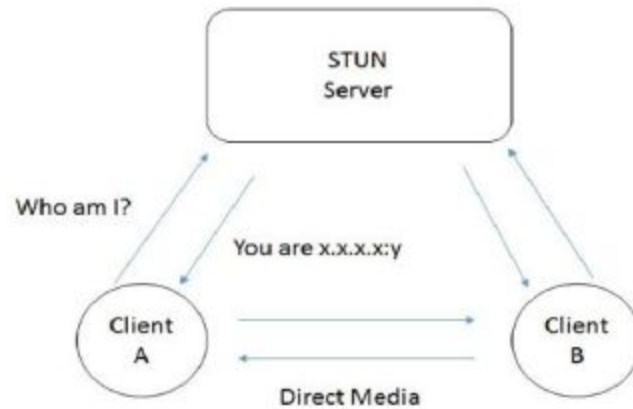 STUN
Server
Who am I?
You are x.x.x.x:y
Client
A
Client
B
Direct Media